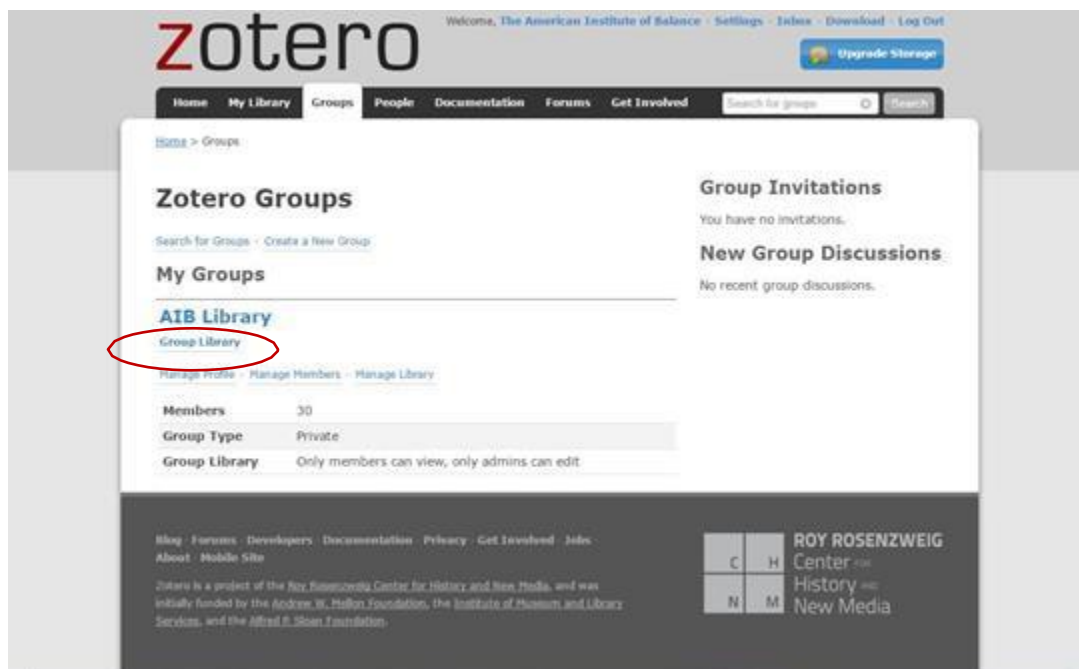 zotero
Welcome, The American Institute of Balance · Settings · Inbox · Download · Log Out
Upgrade Storage
Home My Library Groups People Documentation Forums Get Involved
Search for groups Search
Home > Groups
Zotero Groups
Search for Groups · Create a New Group
My Groups
AIB Library
Group Library
Manage Profile · Manage Members · Manage Library
Members 30
Group Type Private
Group Library Only members can view, only admins can edit
Group Invitations
You have no invitations.
New Group Discussions
No recent group discussions.
Blog Forums Developers Documentation Privacy Get Involved Jobs
About Mobile Site
Zotero is a project of the Roy Rosenzweig Center for History and New Media, and was
initially funded by the Andrew W. Mellon Foundation, the Institute of Museum and Library
Services, and the Alfred P. Sloan Foundation.
C H
N M
ROY ROSENZWEIG
Center FOR
History AND
New Media